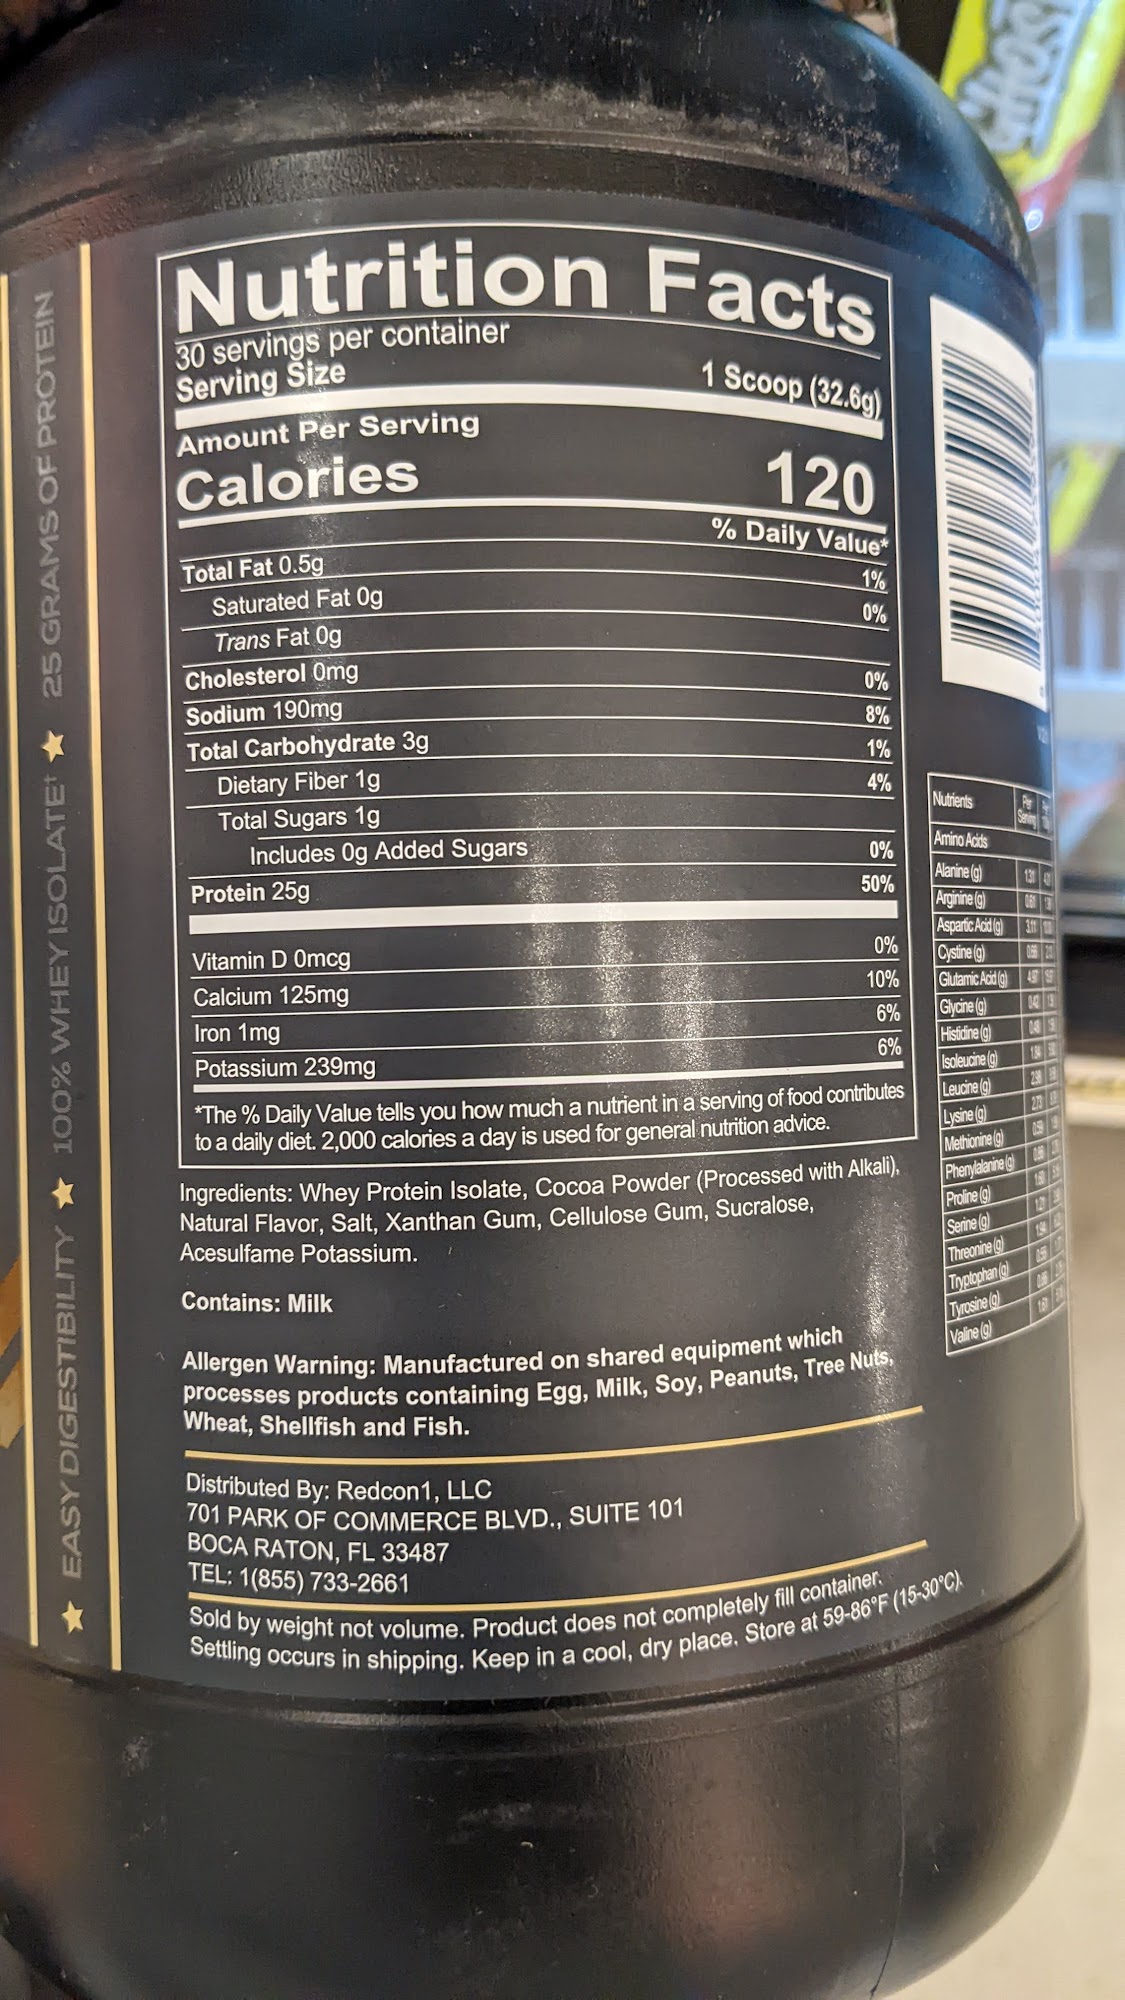 GHOST
25 GRAMS OF PROTEIN
100% WHEY ISOLATE†
EASY DIGESTIBILITY
Nutrition Facts
30 servings per container
Serving Size 1 Scoop (32.6g)
Amount Per Serving
Calories 120
% Daily Value*
Total Fat 0.5g 1%
Saturated Fat 0g 0%
Trans Fat 0g
Cholesterol 0mg 0%
Sodium 190mg 8%
Total Carbohydrate 3g 1%
Dietary Fiber 1g 4%
Total Sugars 1g
Includes 0g Added Sugars 0%
Protein 25g 50%
Vitamin D 0mcg 0%
Calcium 125mg 10%
Iron 1mg 6%
Potassium 239mg 6%
*The % Daily Value tells you how much a nutrient in a serving of food contributes
to a daily diet. 2,000 calories a day is used for general nutrition advice.
Ingredients: Whey Protein Isolate, Cocoa Powder (Processed with Alkali),
Natural Flavor, Salt, Xanthan Gum, Cellulose Gum, Sucralose,
Acesulfame Potassium.
Contains: Milk
Allergen Warning: Manufactured on shared equipment which
processes products containing Egg, Milk, Soy, Peanuts, Tree Nuts,
Wheat, Shellfish and Fish.
Distributed By: Redcon1, LLC
701 PARK OF COMMERCE BLVD., SUITE 101
BOCA RATON, FL 33487
TEL: 1(855) 733-2661
Sold by weight not volume. Product does not completely fill container.
Settling occurs in shipping. Keep in a cool, dry place. Store at 59-86°F (15-30°C).
Nutrients Per Serving
Amino Acids
Alanine (g)
Arginine (g)
Aspartic Acid (g)
Cystine (g)
Glutamic Acid (g)
Glycine (g)
Histidine (g)
Isoleucine (g)
Leucine (g)
Lysine (g)
Methionine (g)
Phenylalanine (g)
Proline (g)
Serine (g)
Threonine (g)
Tryptophan (g)
Tyrosine (g)
Valine (g)